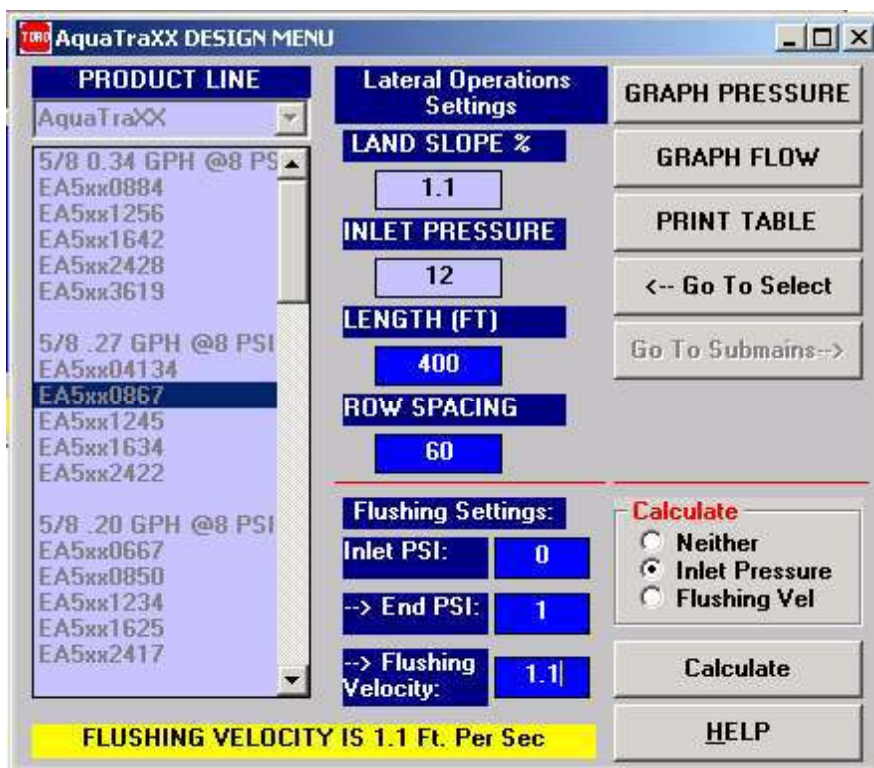 TORO AquaTraXX DESIGN MENU
PRODUCT LINE
AquaTraXX
5/8 0.34 GPH @8 PS
EA5xx0884
EA5xx1256
EA5xx1642
EA5xx2428
EA5xx3619
5/8 .27 GPH @8 PSI
EA5xx04134
EA5xx0867
EA5xx1245
EA5xx1634
EA5xx2422
5/8 .20 GPH @8 PSI
EA5xx0667
EA5xx0850
EA5xx1234
EA5xx1625
EA5xx2417
Lateral Operations
Settings
LAND SLOPE %
1.1
INLET PRESSURE
12
LENGTH (FT)
400
ROW SPACING
60
Flushing Settings:
Inlet PSI: 0
--> End PSI: 1
--> Flushing
Velocity: 1.1
GRAPH PRESSURE
GRAPH FLOW
PRINT TABLE
<-- Go To Select
Go To Submains-->
Calculate
Neither
Inlet Pressure
Flushing Vel
Calculate
HELP
FLUSHING VELOCITY IS 1.1 Ft. Per Sec